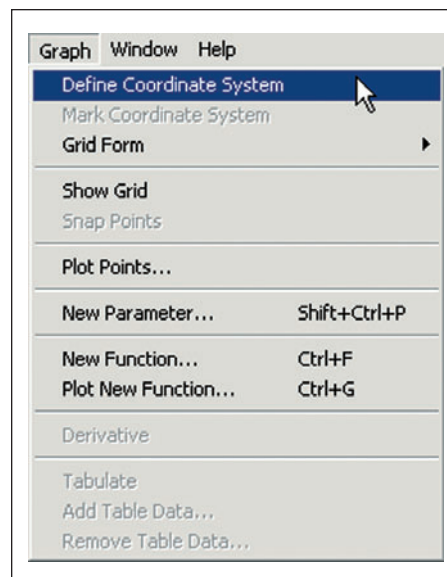 Graph Window Help
Define Coordinate System
Mark Coordinate System
Grid Form
Show Grid
Snap Points
Plot Points...
New Parameter... Shift+Ctrl+P
New Function... Ctrl+F
Plot New Function... Ctrl+G
Derivative
Tabulate
Add Table Data...
Remove Table Data...